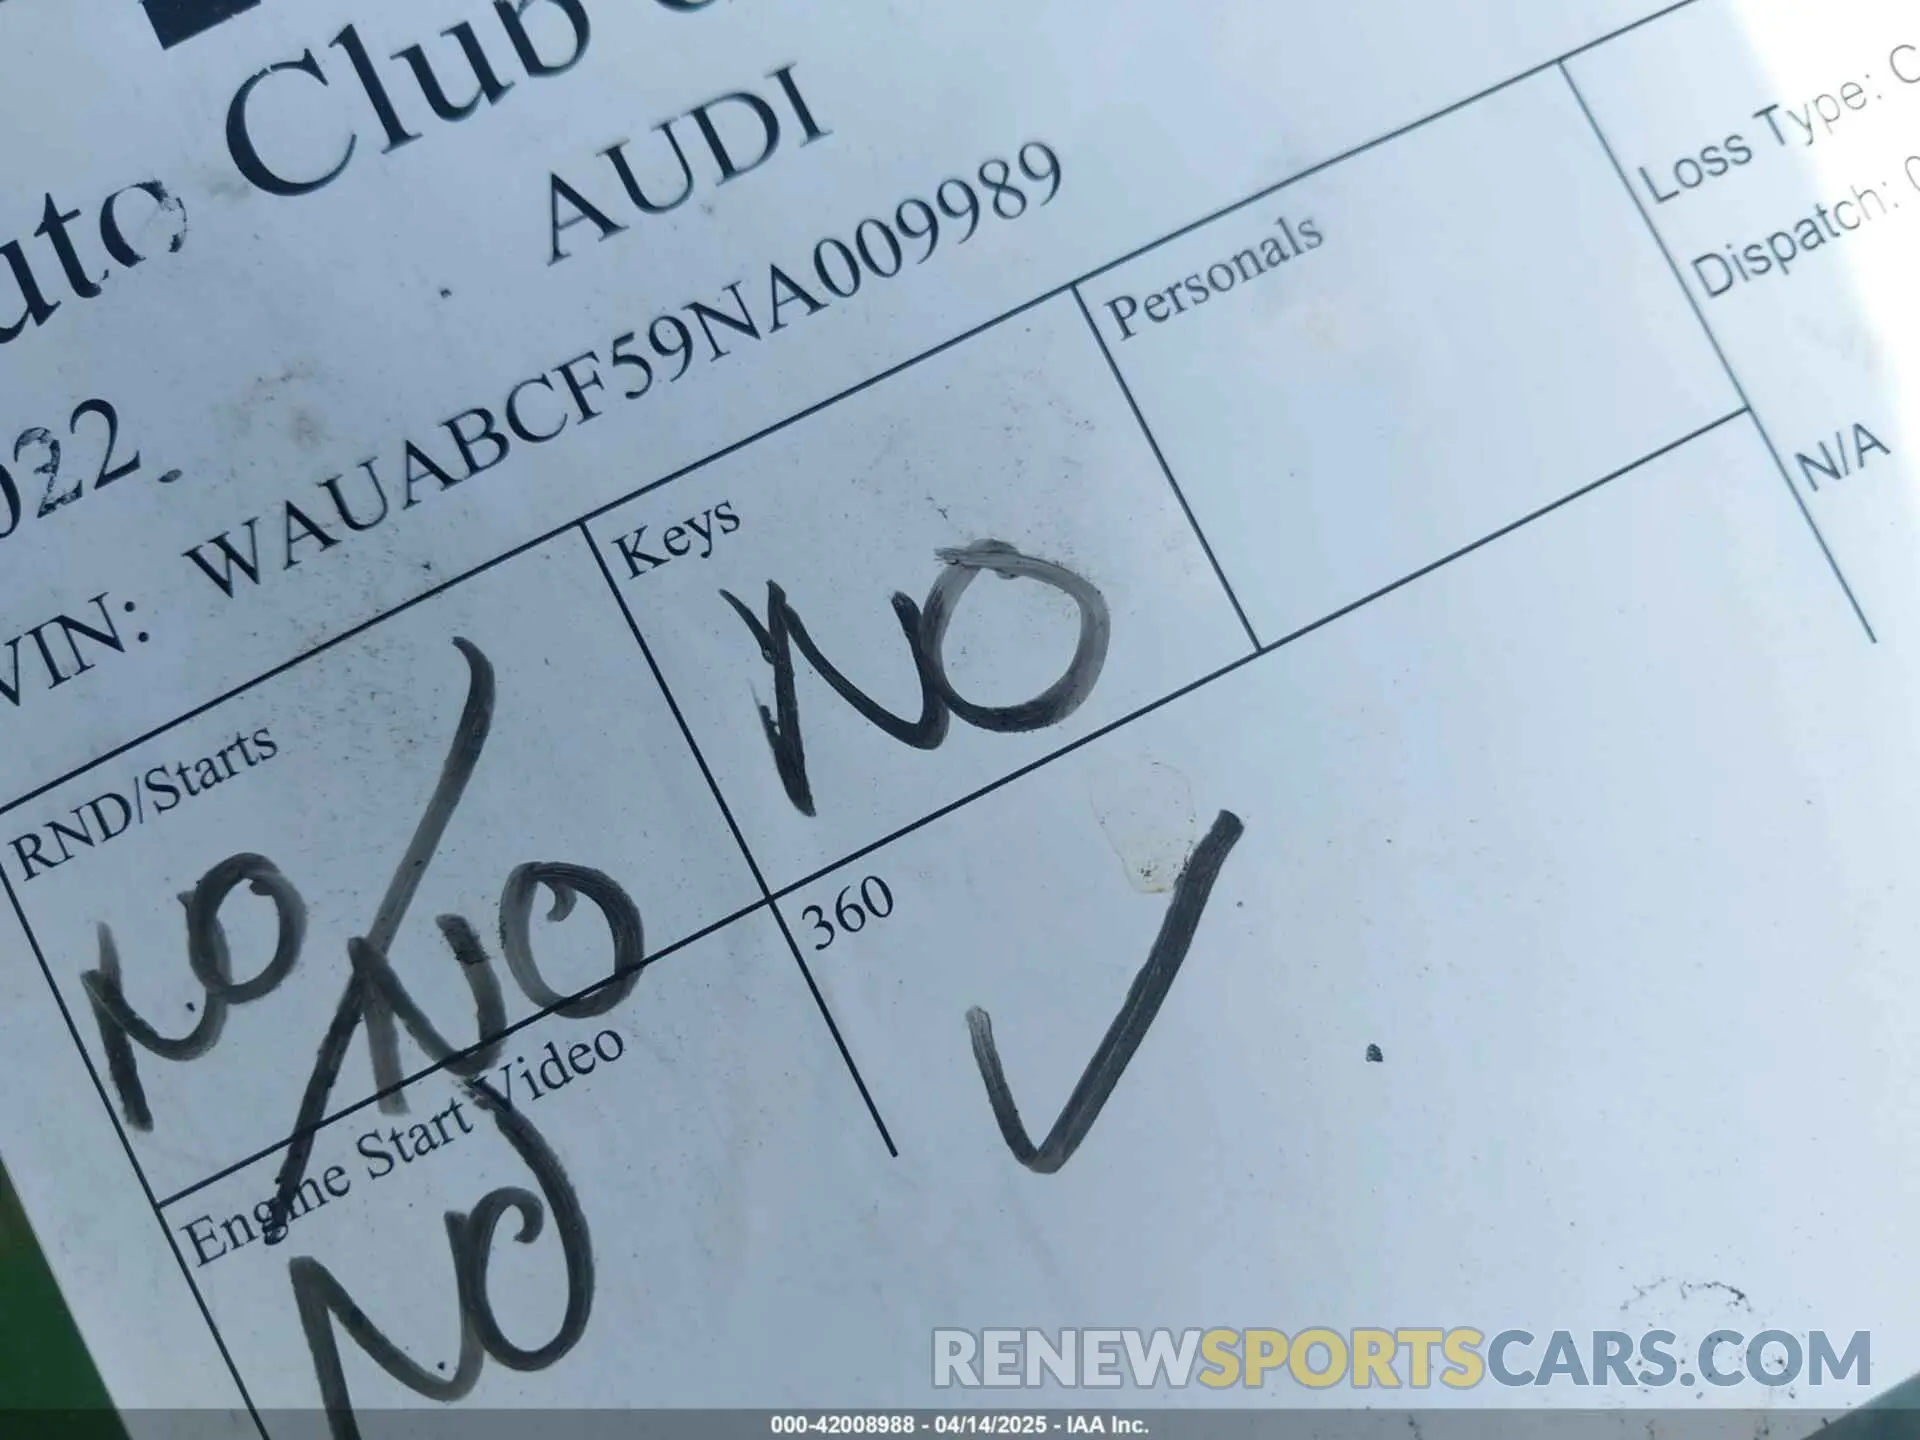 uto Club
AUDI
022
VIN: WAUABCF59NA009989
RND/Starts
NO/NO
Keys
NO
Personals
Loss Type: C
Dispatch: 0
N/A
Engine Start Video
NO
360
RENEWSPORTSCARS.COM
000-42008988 - 04/14/2025 - IAA Inc.